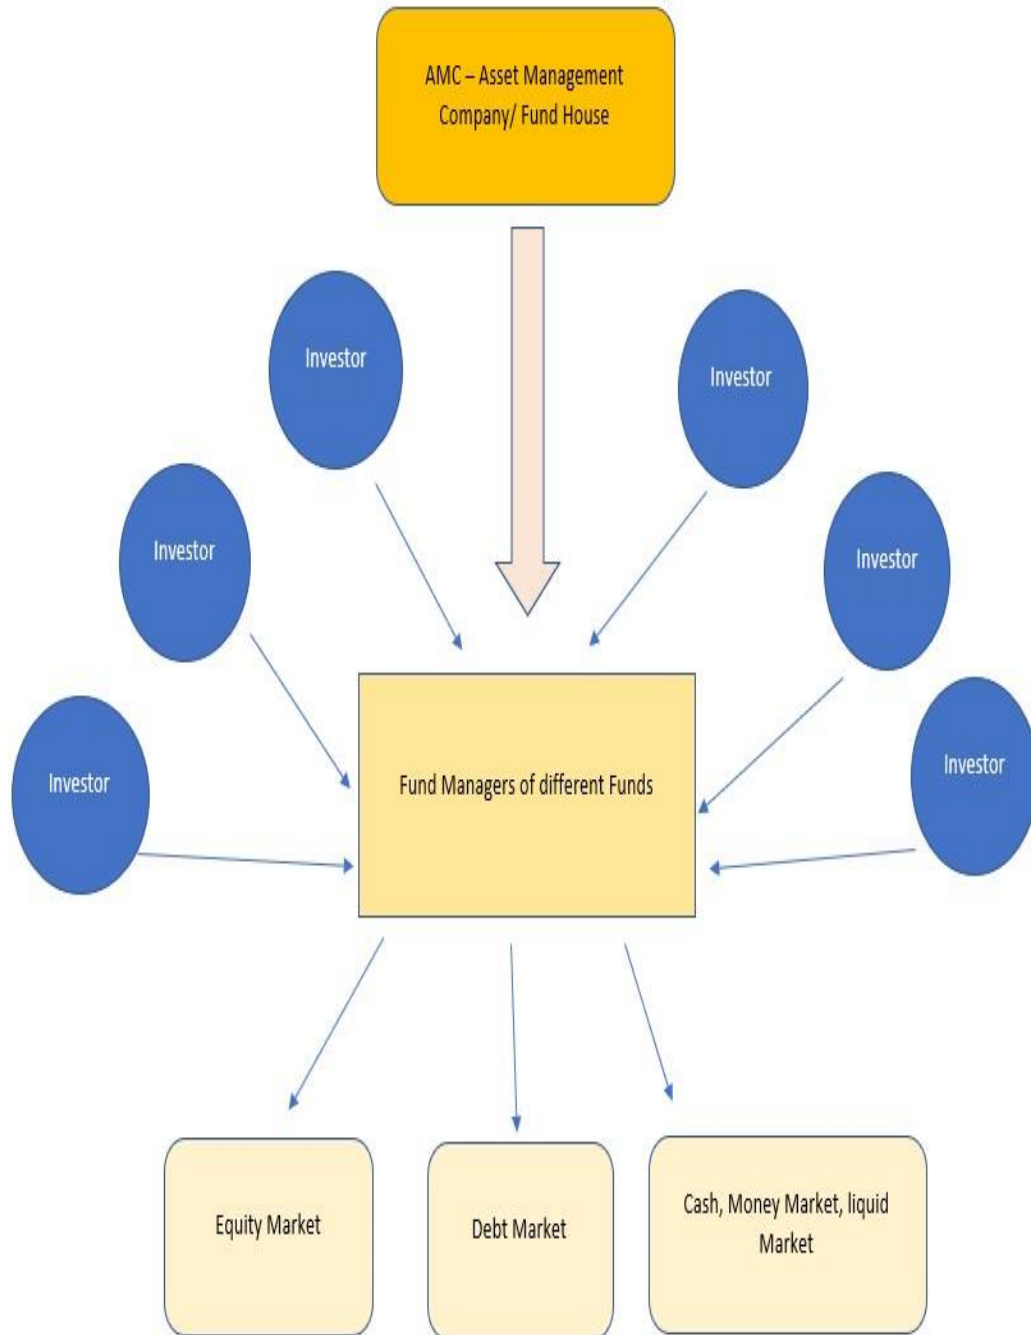 AMC – Asset Management
Company/ Fund House
Investor
Investor
Investor
Investor
Investor
Investor
Fund Managers of different Funds
Equity Market
Debt Market
Cash, Money Market, liquid
Market